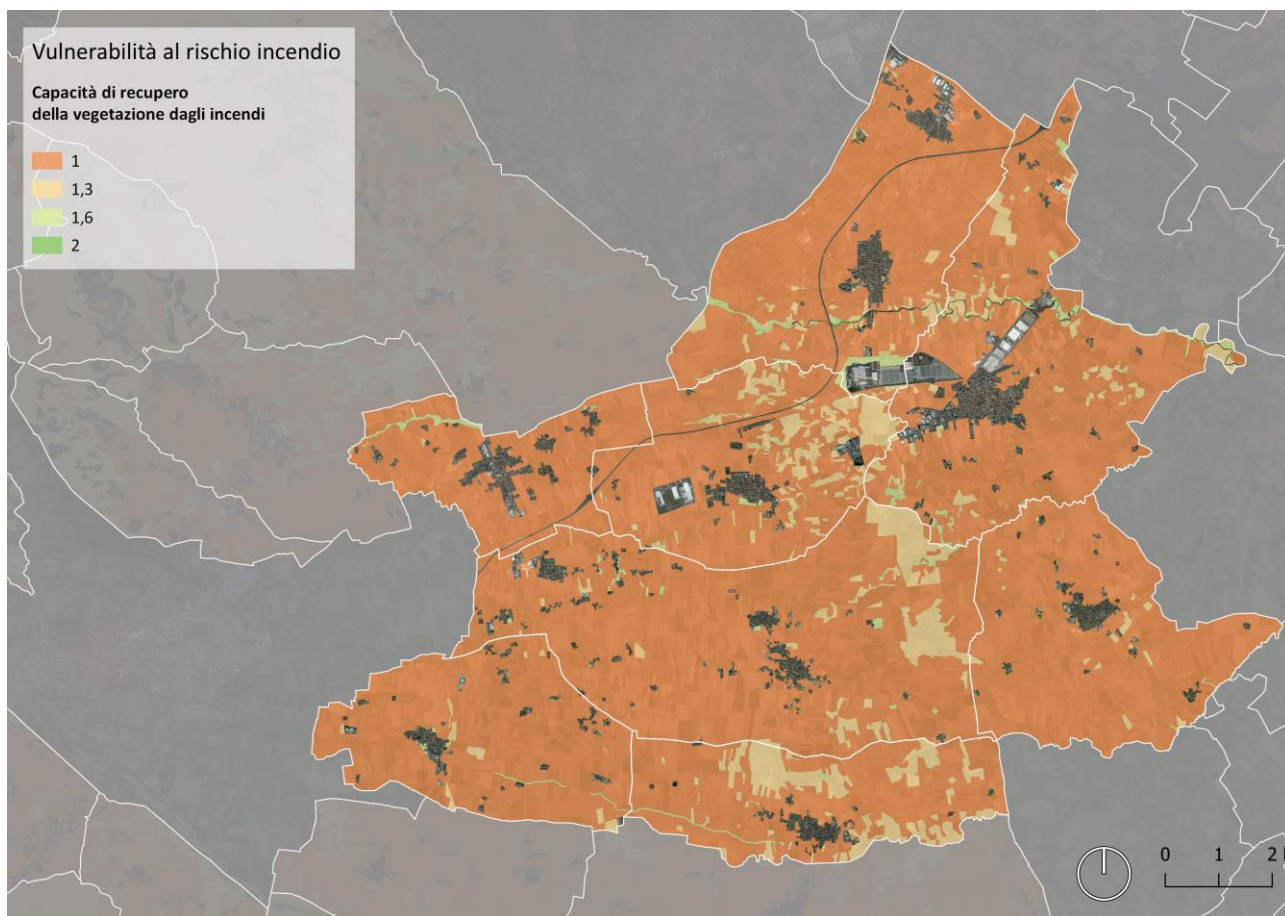 Vulnerabilità al rischio incendio
Capacità di recupero
della vegetazione dagli incendi
1
1,3
1,6
2
0 1 2